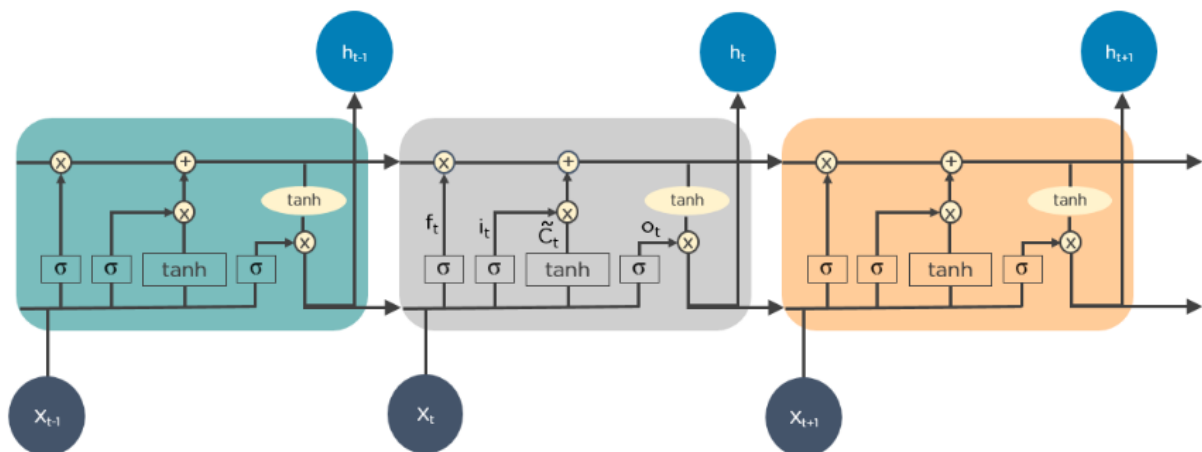 h_{t-1} h_t h_{t+1}
x + x + x +
tanh tanh tanh
x f_t i_t x C̃_t o_t x
x x x
σ σ tanh σ σ σ tanh σ σ σ tanh σ
X_{t-1} X_t X_{t+1}